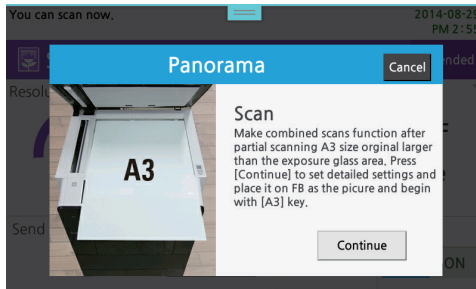 You can scan now.
2014-08-29
PM 2:55
Panorama
Cancel
A3
Scan
Make combined scans function after
partial scanning A3 size orginal larger
than the exposure glass area. Press
[Continue] to set detailed settings and
place it on FB as the picure and begin
with [A3] key.
Continue
Send
ON